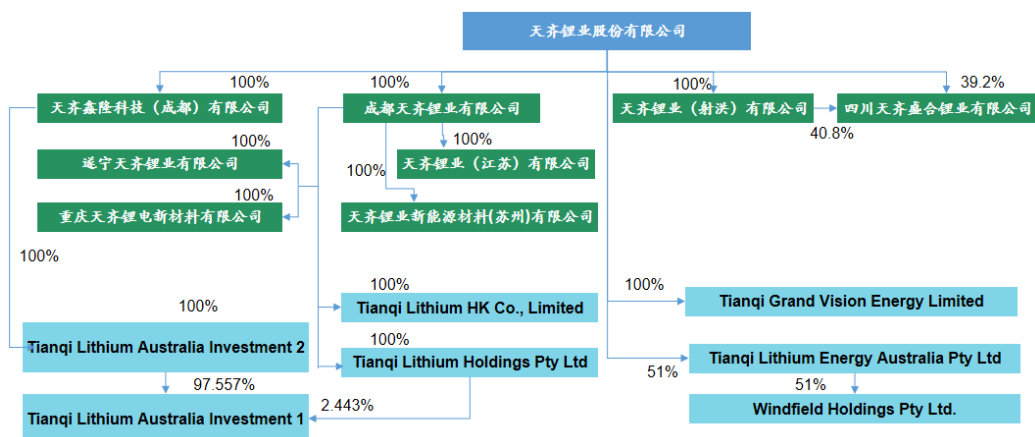 天齐锂业股份有限公司
100%
100%
100%
39.2%
天齐鑫隆科技（成都）有限公司
成都天齐锂业有限公司
天齐锂业（射洪）有限公司
四川天齐盛合锂业有限公司
40.8%
100%
100%
遂宁天齐锂业有限公司
天齐锂业（江苏）有限公司
100%
重庆天齐锂电新材料有限公司
天齐锂业新能源材料(苏州)有限公司
100%
100%
100%
100%
Tianqi Lithium HK Co., Limited
Tianqi Grand Vision Energy Limited
100%
Tianqi Lithium Australia Investment 2
Tianqi Lithium Holdings Pty Ltd
Tianqi Lithium Energy Australia Pty Ltd
51%
97.557%
51%
2.443%
Tianqi Lithium Australia Investment 1
Windfield Holdings Pty Ltd.